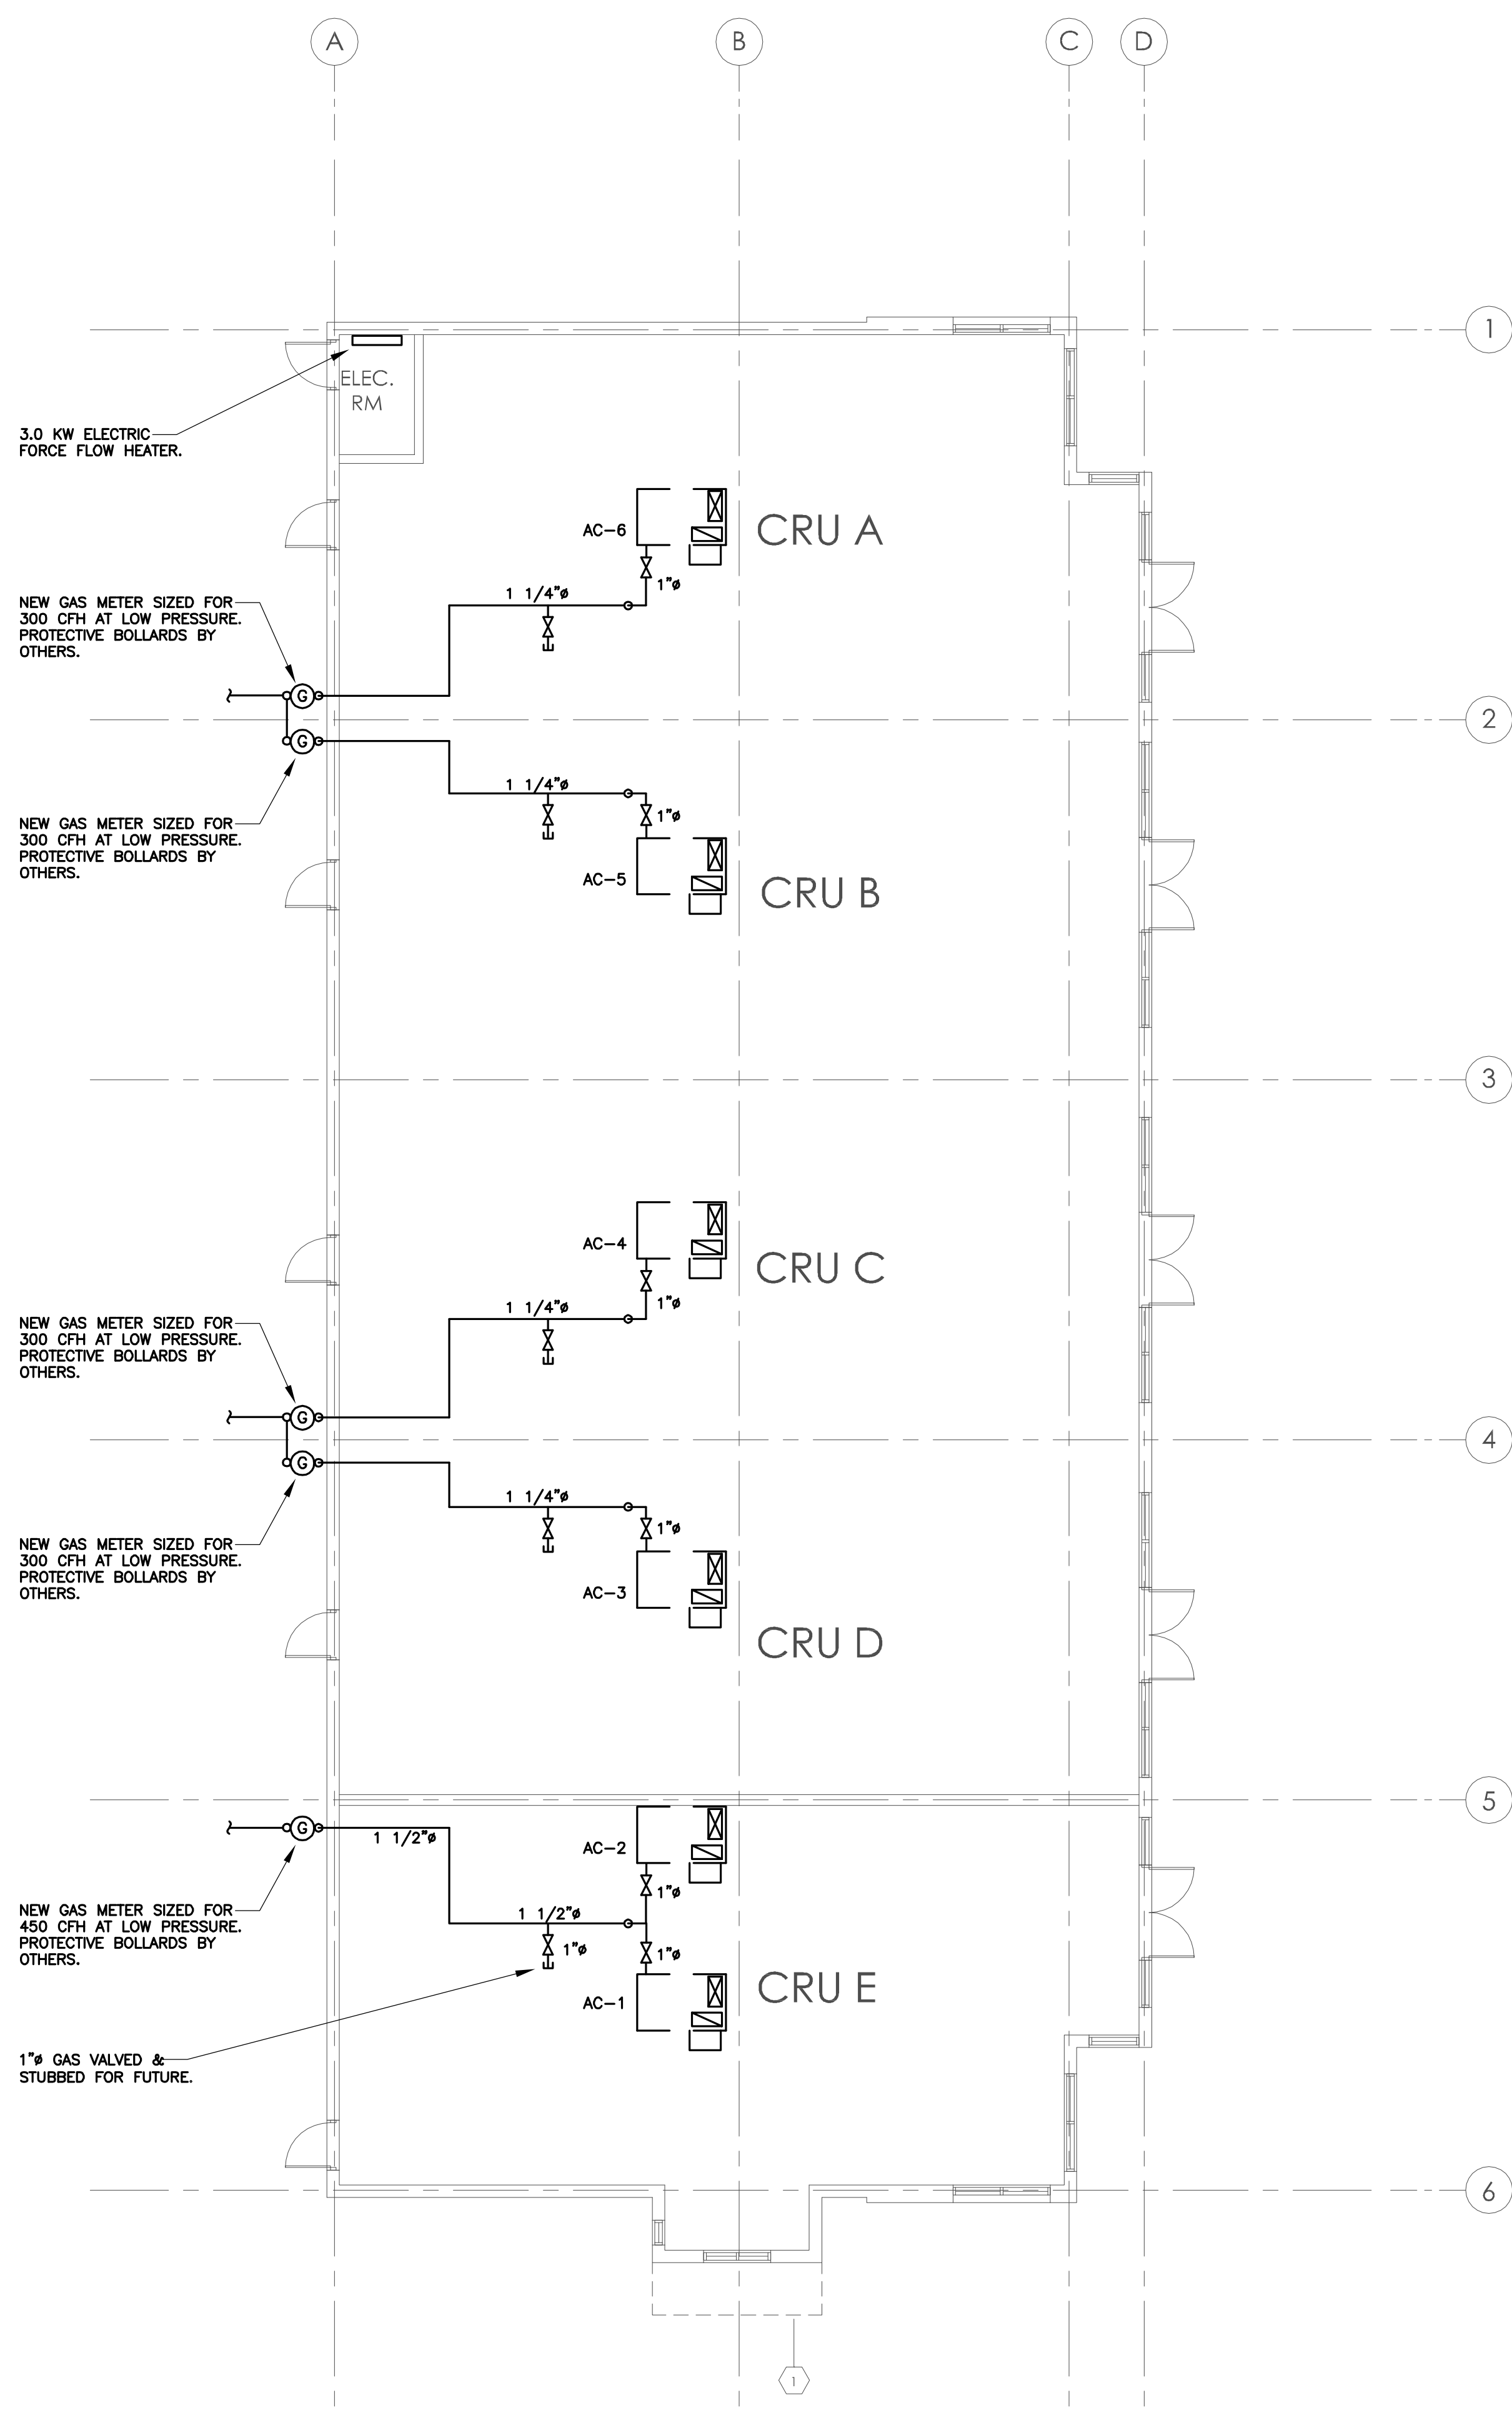 A
B
C
D
1
ELEC.
RM
3.0 KW ELECTRIC
FORCE FLOW HEATER.
AC-6
CRU A
1"ø
1 1/4"ø
NEW GAS METER SIZED FOR
300 CFH AT LOW PRESSURE.
PROTECTIVE BOLLARDS BY
OTHERS.
G
2
G
1 1/4"ø
1"ø
NEW GAS METER SIZED FOR
300 CFH AT LOW PRESSURE.
PROTECTIVE BOLLARDS BY
OTHERS.
AC-5
CRU B
3
AC-4
CRU C
1"ø
1 1/4"ø
NEW GAS METER SIZED FOR
300 CFH AT LOW PRESSURE.
PROTECTIVE BOLLARDS BY
OTHERS.
G
4
G
1 1/4"ø
1"ø
NEW GAS METER SIZED FOR
300 CFH AT LOW PRESSURE.
PROTECTIVE BOLLARDS BY
OTHERS.
AC-3
CRU D
5
G
1 1/2"ø
AC-2
1"ø
NEW GAS METER SIZED FOR
450 CFH AT LOW PRESSURE.
PROTECTIVE BOLLARDS BY
OTHERS.
1 1/2"ø
1"ø
1"ø
CRU E
AC-1
1"ø GAS VALVED &
STUBBED FOR FUTURE.
6
1